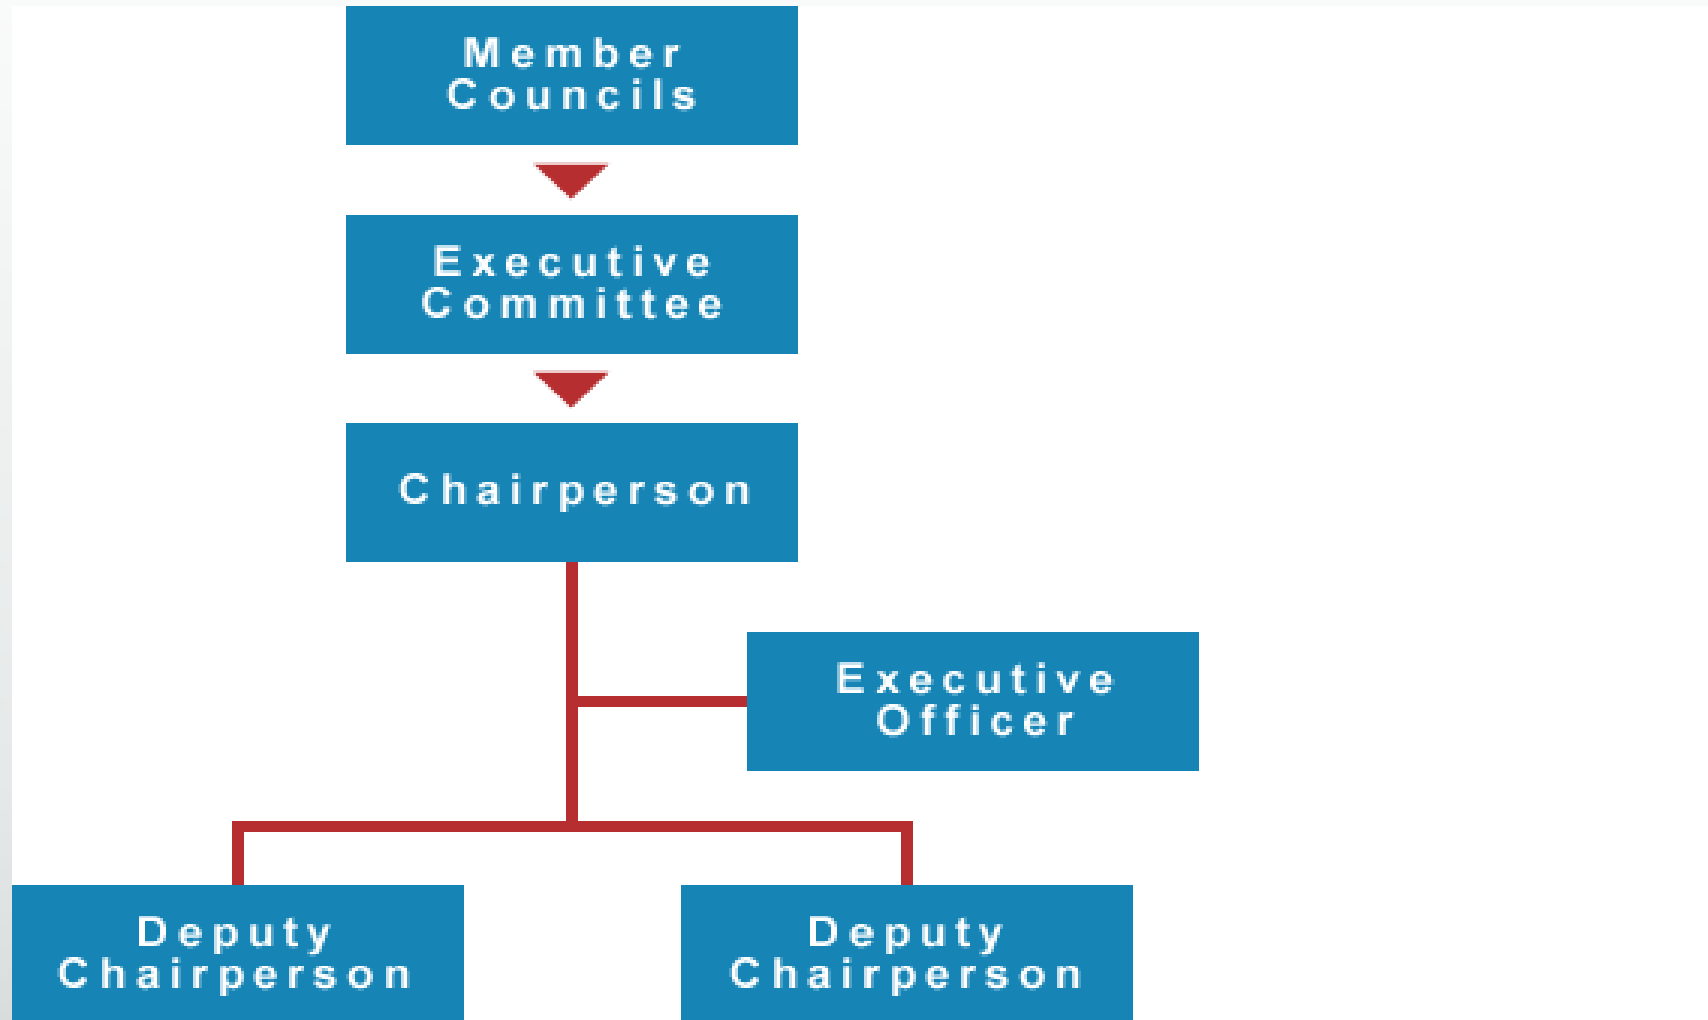 Member
Councils
Executive
Committee
Chairperson
Executive
Officer
Deputy
Chairperson
Deputy
Chairperson